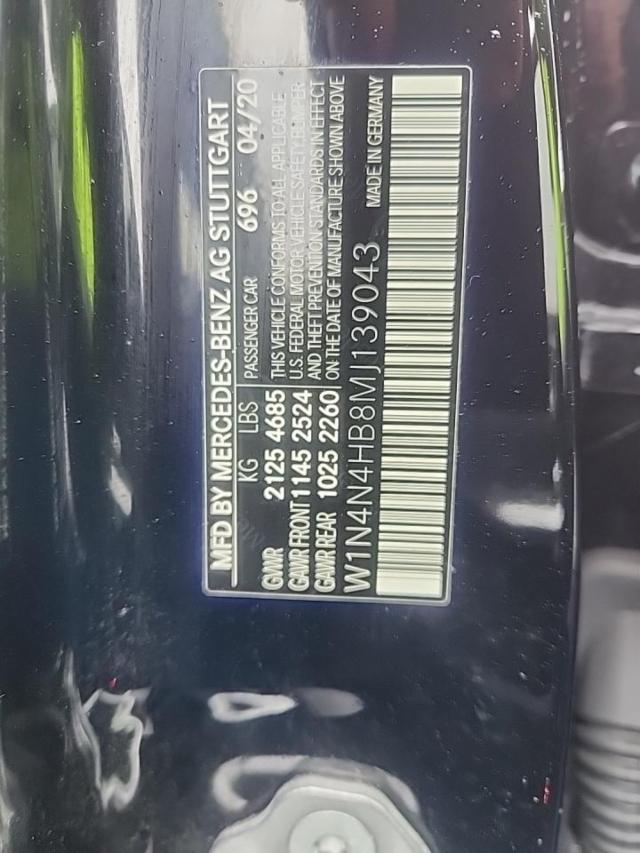 MFD BY MERCEDES-BENZ AG STUTTGART
KG LBS PASSENGER CAR 696 04/20
GVWR 2125 4685
GAWR FRONT 1145 2524
GAWR REAR 1025 2260
THIS VEHICLE CONFORMS TO ALL APPLICABLE
U.S. FEDERAL MOTOR VEHICLE SAFETY, BUMPER
AND THEFT PREVENTION STANDARDS IN EFFECT
ON THE DATE OF MANUFACTURE SHOWN ABOVE
W1N4N4HB8MJ139043
MADE IN GERMANY